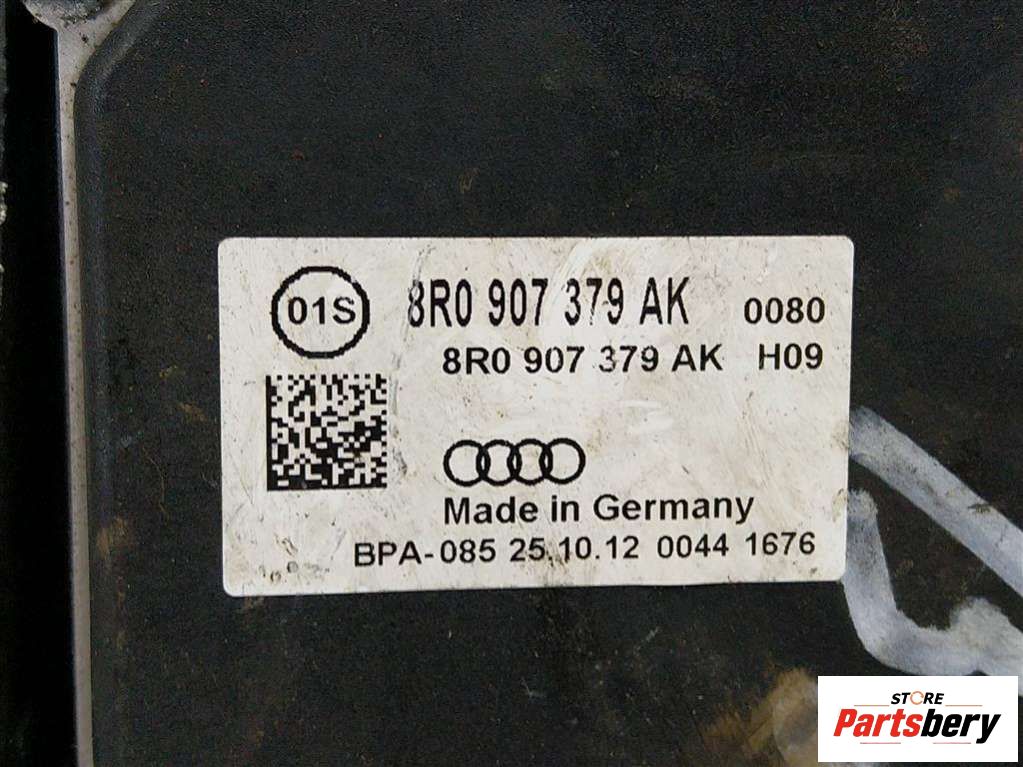 01S 8R0 907 379 AK 0080
8R0 907 379 AK H09
Made in Germany
BPA-085 25.10.12 0044 1676
STORE
Partsbery